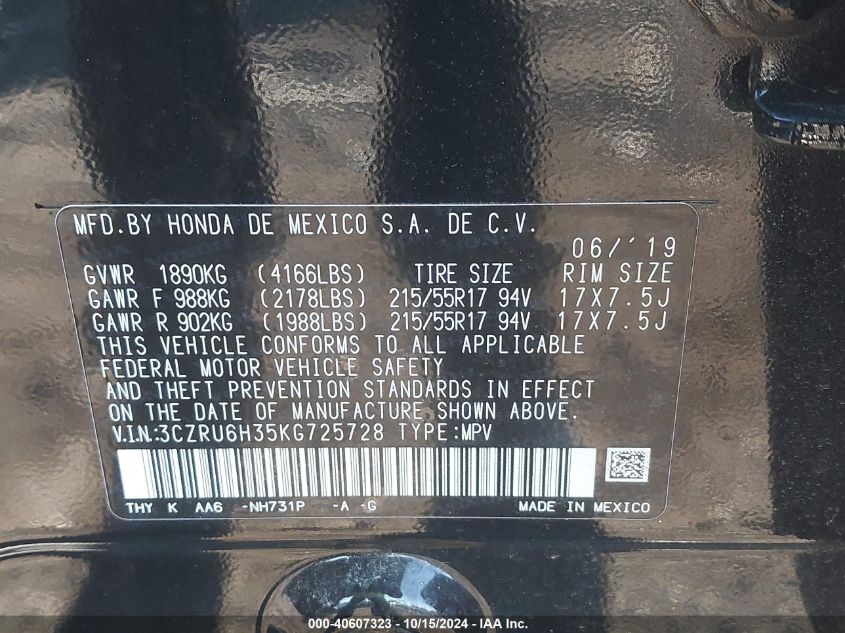 MFD.BY HONDA DE MEXICO S.A. DE C.V.
06/'19
GVWR 1890KG (4166LBS) TIRE SIZE RIM SIZE
GAWR F 988KG (2178LBS) 215/55R17 94V 17X7.5J
GAWR R 902KG (1988LBS) 215/55R17 94V 17X7.5J
THIS VEHICLE CONFORMS TO ALL APPLICABLE
FEDERAL MOTOR VEHICLE SAFETY
AND THEFT PREVENTION STANDARDS IN EFFECT
ON THE DATE OF MANUFACTURE SHOWN ABOVE.
V.I.N:3CZRU6H35KG725728 TYPE:MPV
THY K AA6 -NH731P -A -G MADE IN MEXICO
000-40607323 - 10/15/2024 - IAA Inc.